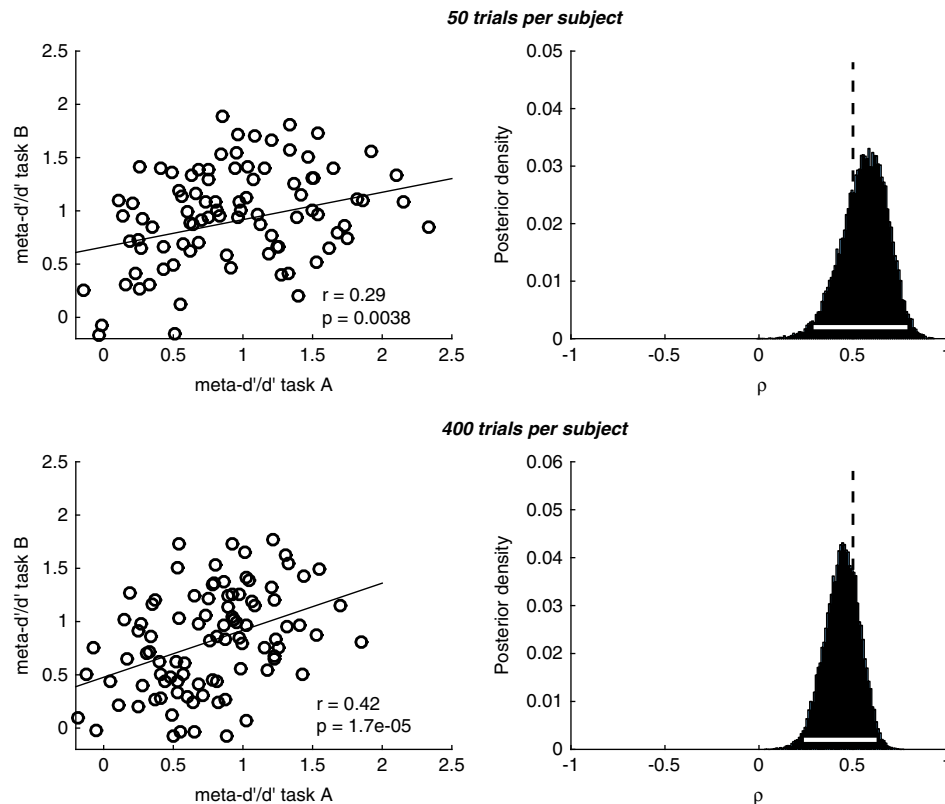 50 trials per subject
2.5
2
1.5
1
0.5
0
0 0.5 1 1.5 2 2.5
meta-d'/d' task B
meta-d'/d' task A
r = 0.29
p = 0.0038
0.05
0.04
0.03
0.02
0.01
0
-1 -0.5 0 0.5 1
Posterior density
ρ
400 trials per subject
2.5
2
1.5
1
0.5
0
0 0.5 1 1.5 2 2.5
meta-d'/d' task B
meta-d'/d' task A
r = 0.42
p = 1.7e-05
0.06
0.05
0.04
0.03
0.02
0.01
0
-1 -0.5 0 0.5 1
Posterior density
ρ